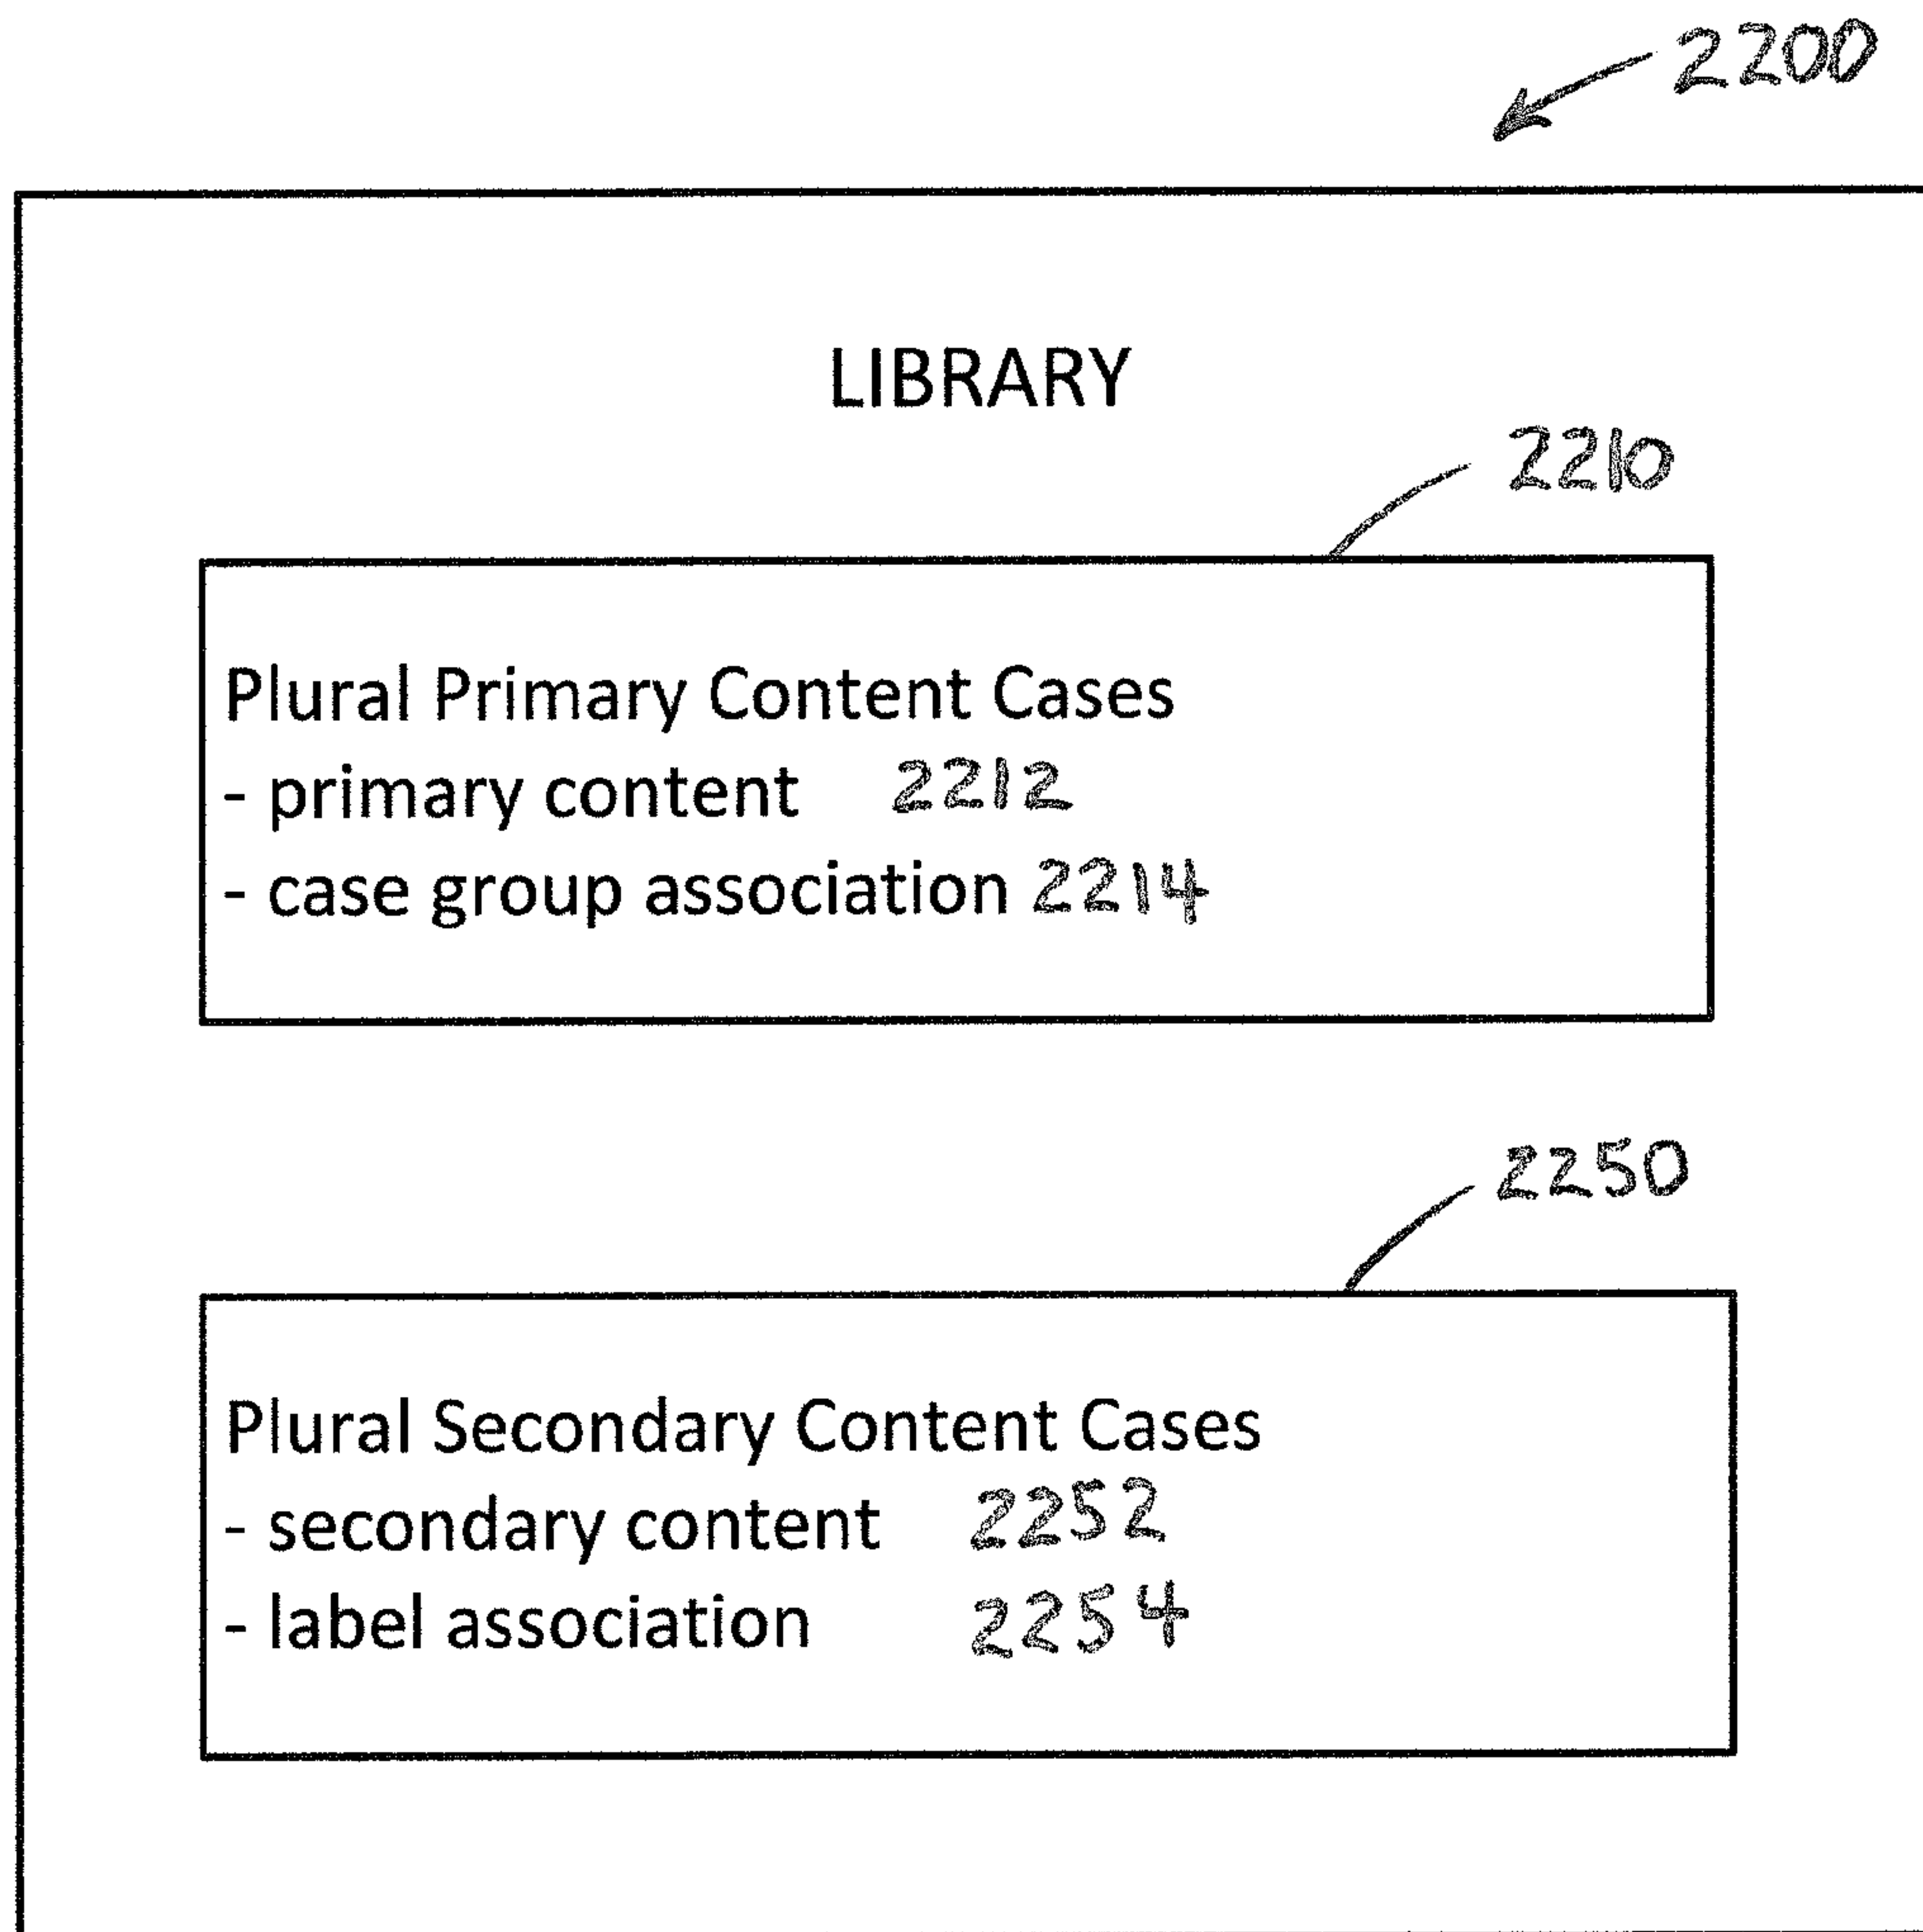 2200
LIBRARY
2210
Plural Primary Content Cases
- primary content 2212
- case group association 2214
2250
Plural Secondary Content Cases
- secondary content 2252
- label association 2254